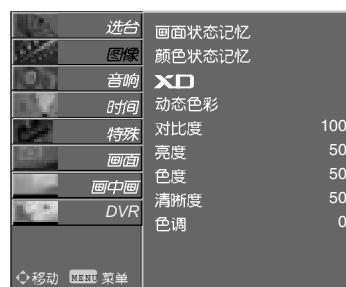 选台
图像
音响
时间
特殊
画面
画中画
DVR
移动 MENU 菜单
画面状态记忆
颜色状态记忆
XD
动态色彩
对比度 100
亮度 50
色度 50
清晰度 50
色调 0